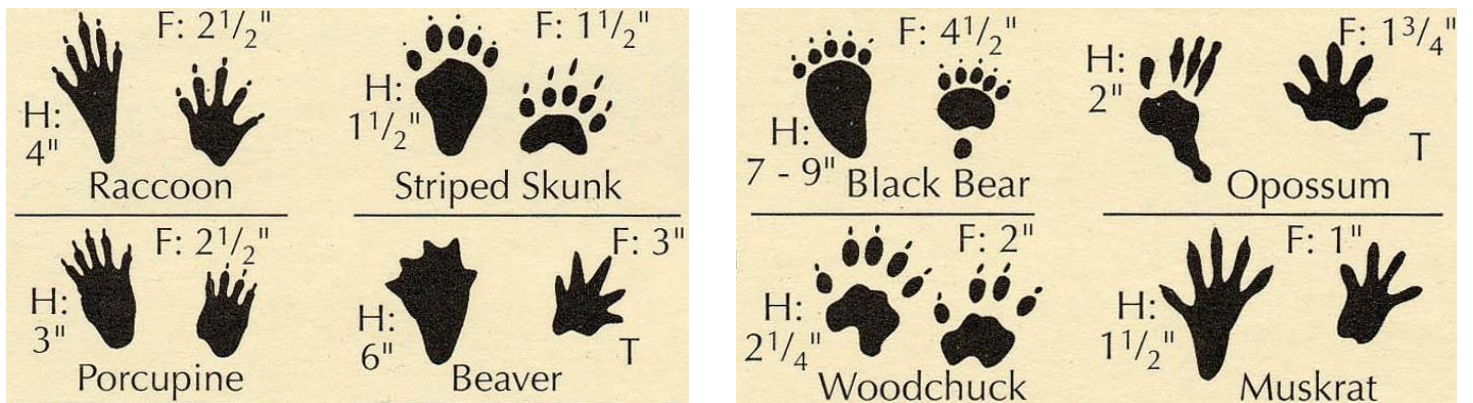 F: 2 1/2"
H:
4"
Raccoon
F: 1 1/2"
H:
1 1/2"
Striped Skunk
F: 4 1/2"
H:
7 - 9"
Black Bear
F: 1 3/4"
H:
2"
T
Opossum
F: 2 1/2"
H:
3"
Porcupine
F: 3"
H:
6"
T
Beaver
F: 2"
H:
2 1/4"
Woodchuck
F: 1"
H:
1 1/2"
Muskrat